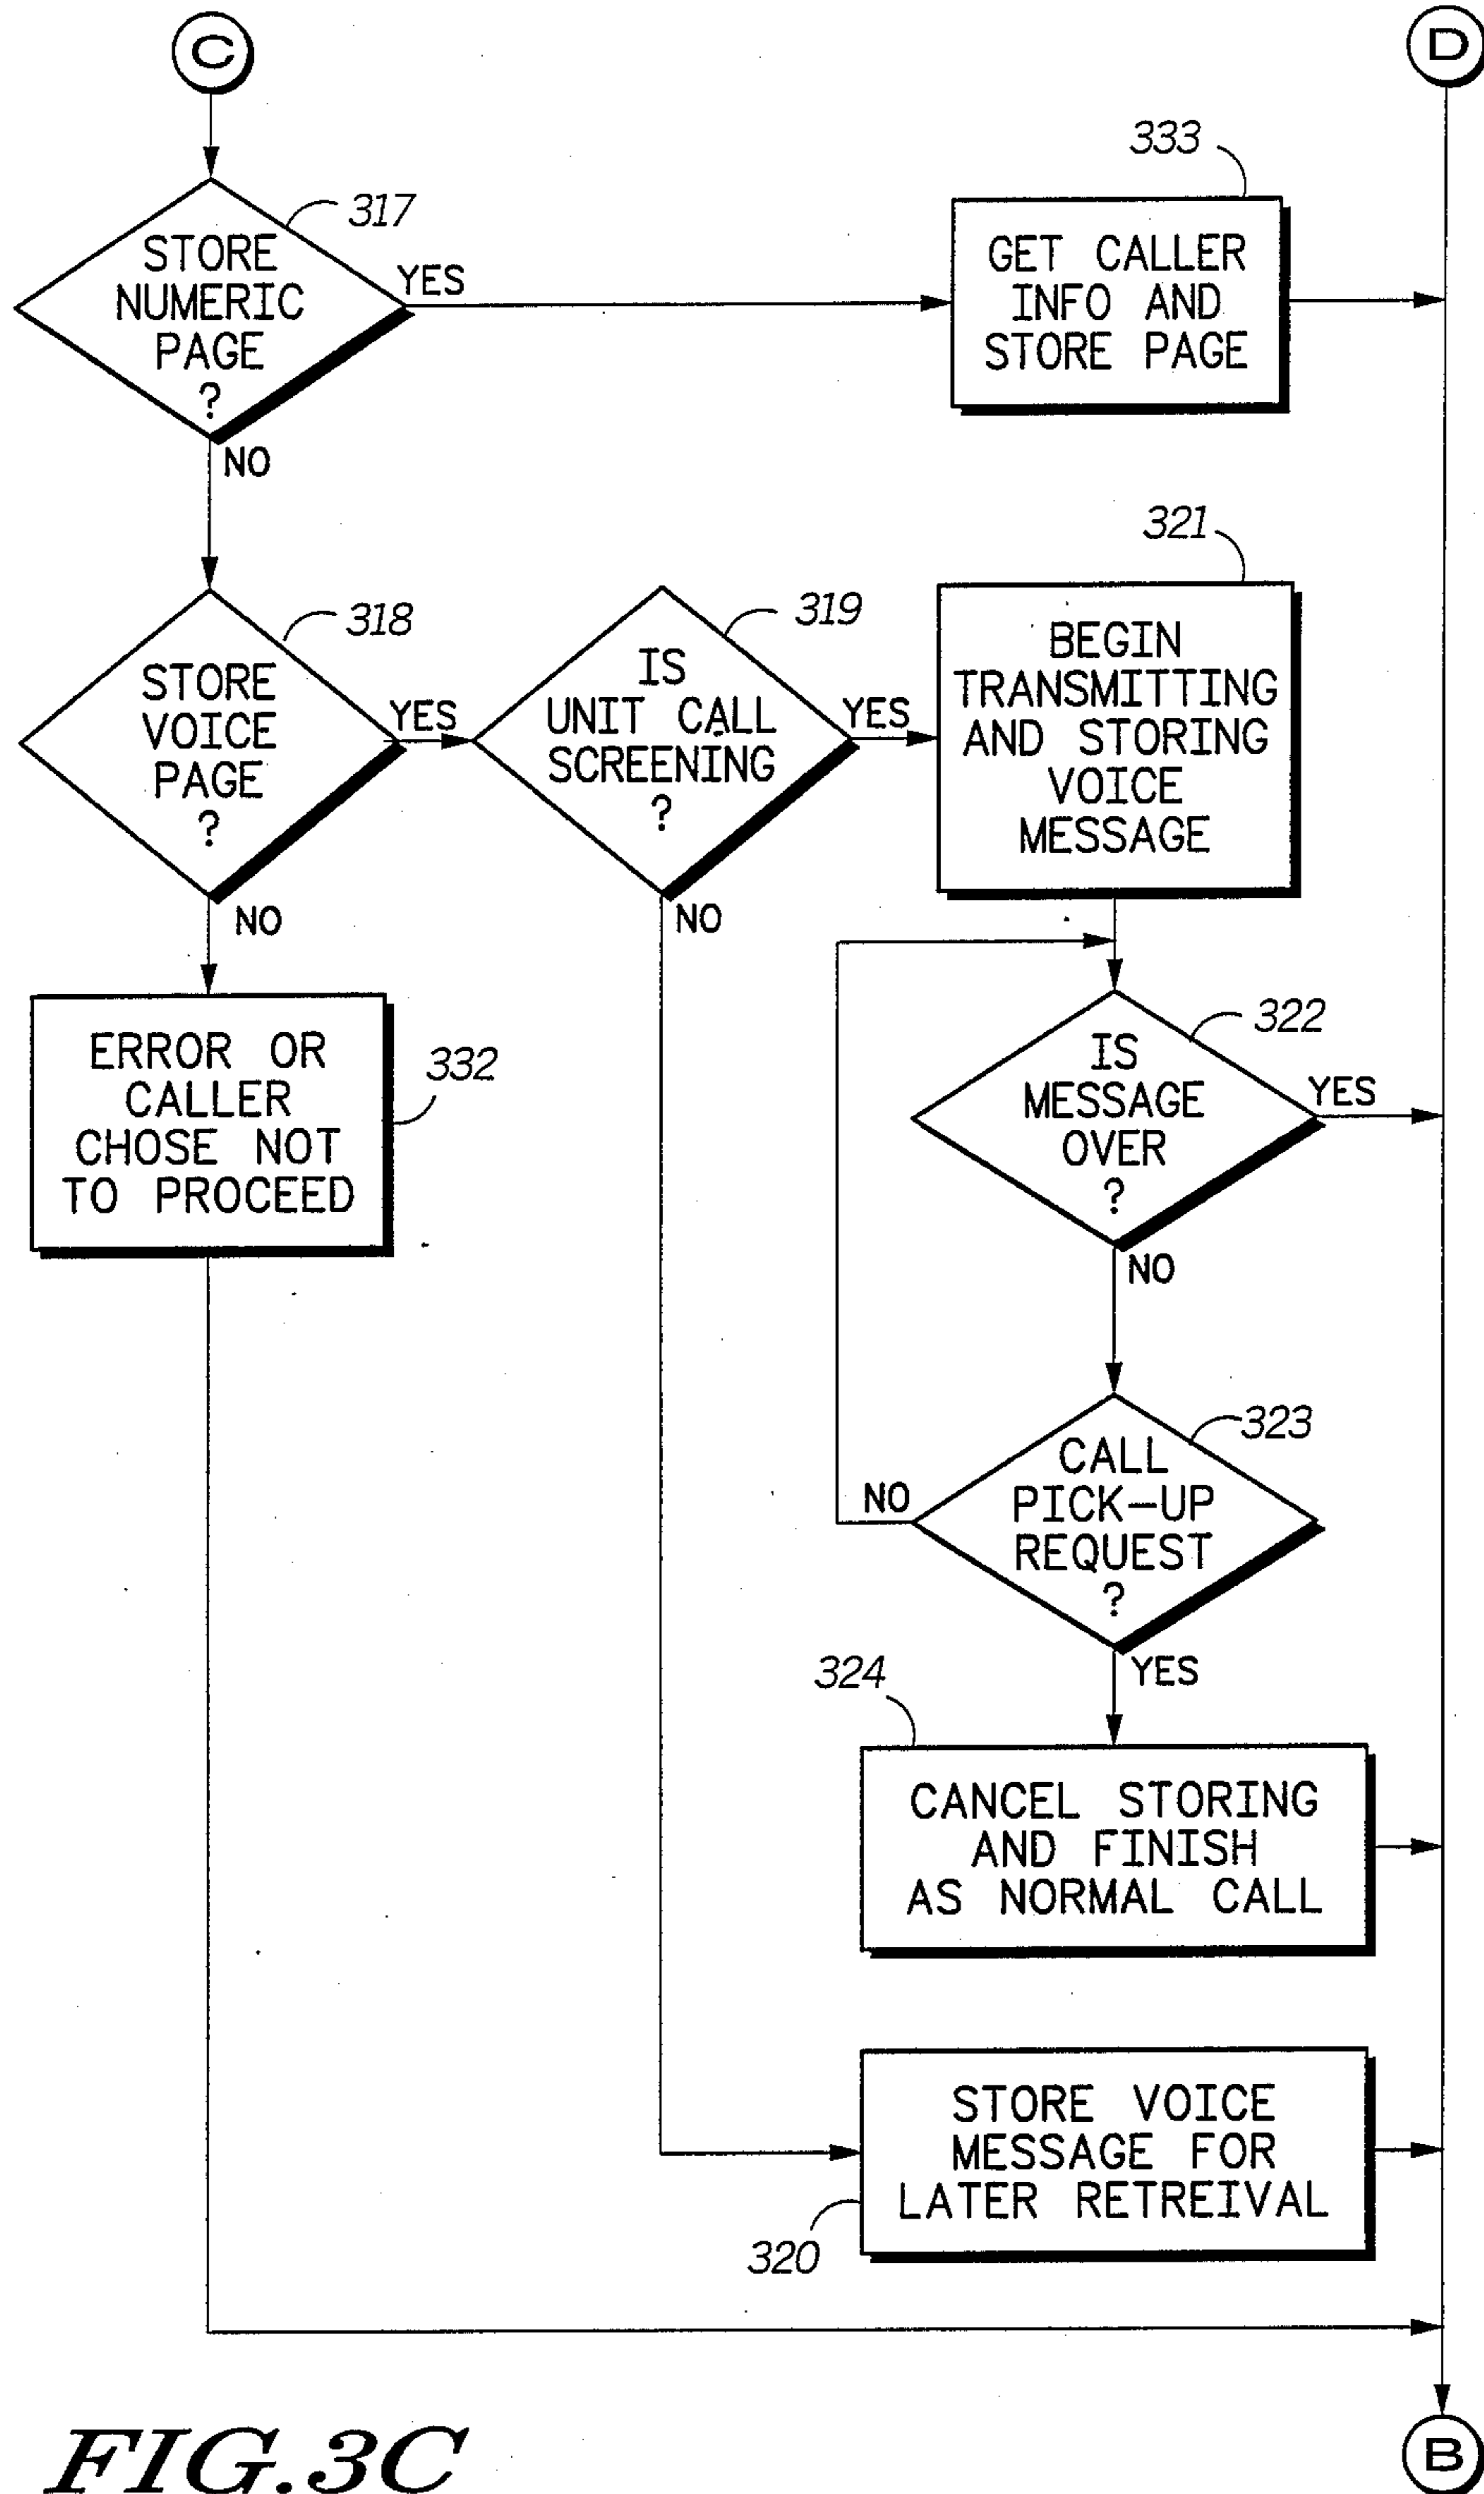 C
D
333
317
STORE
NUMERIC
PAGE
?
YES
GET CALLER
INFO AND
STORE PAGE
NO
321
318
319
STORE
VOICE
PAGE
?
YES
IS
UNIT CALL
SCREENING
?
YES
BEGIN
TRANSMITTING
AND STORING
VOICE
MESSAGE
NO
NO
322
ERROR OR
CALLER
CHOSE NOT
TO PROCEED
332
IS
MESSAGE
OVER
?
YES
NO
323
CALL
PICK-UP
REQUEST
?
NO
YES
324
CANCEL STORING
AND FINISH
AS NORMAL CALL
STORE VOICE
MESSAGE FOR
LATER RETREIVAL
320
B
FIG.3C